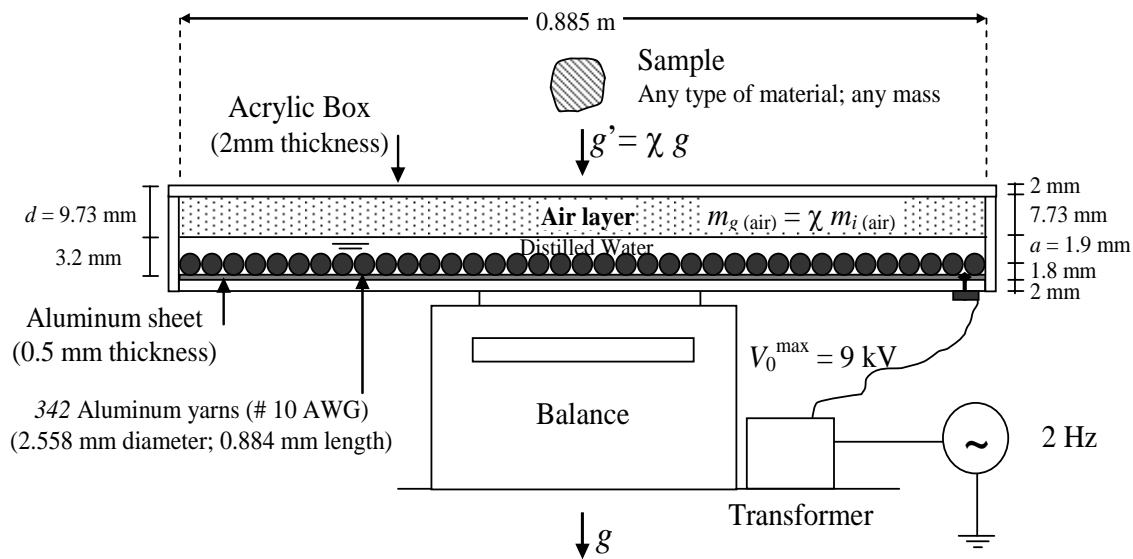 0.885 m
Sample
Any type of material; any mass
Acrylic Box
(2mm thickness)
g’= χ g
2 mm
d = 9.73 mm
Air layer
m g (air) = χ m i (air)
7.73 mm
Distilled Water
a = 1.9 mm
3.2 mm
1.8 mm
2 mm
Aluminum sheet
(0.5 mm thickness)
V0 max = 9 kV
342 Aluminum yarns (# 10 AWG)
(2.558 mm diameter; 0.884 mm length)
Balance
~
2 Hz
Transformer
g